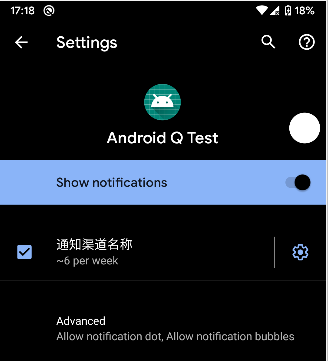 17:18
18%
Settings
Android Q Test
Show notifications
通知渠道名称
~6 per week
Advanced
Allow notification dot, Allow notification bubbles